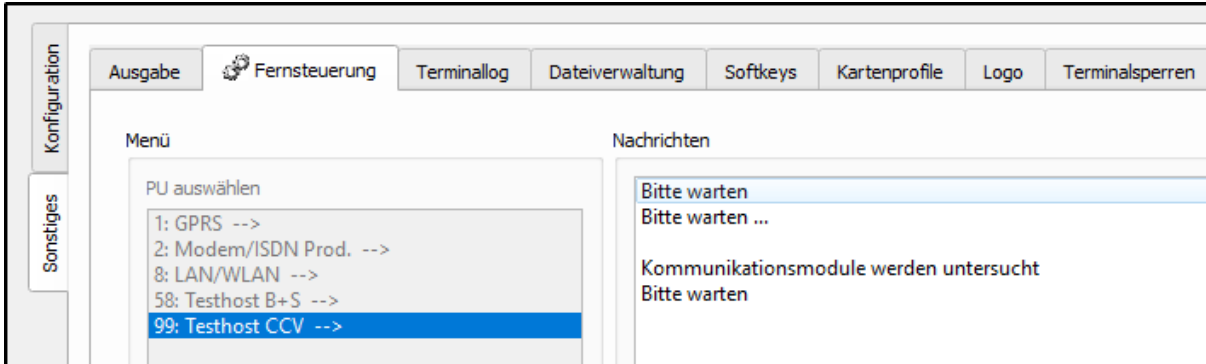 Konfiguration
Sonstiges
Ausgabe Fernsteuerung Terminallog Dateiverwaltung Softkeys Kartenprofile Logo Terminalsperren
Menü
PU auswählen
1: GPRS -->
2: Modem/ISDN Prod. -->
8: LAN/WLAN -->
58: Testhost B+S -->
99: Testhost CCV -->
Nachrichten
Bitte warten
Bitte warten ...
Kommunikationsmodule werden untersucht
Bitte warten